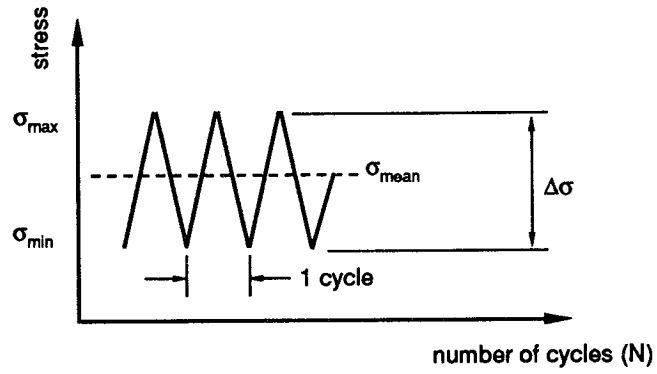 stress
σmax
σmean
Δσ
σmin
1 cycle
number of cycles (N)